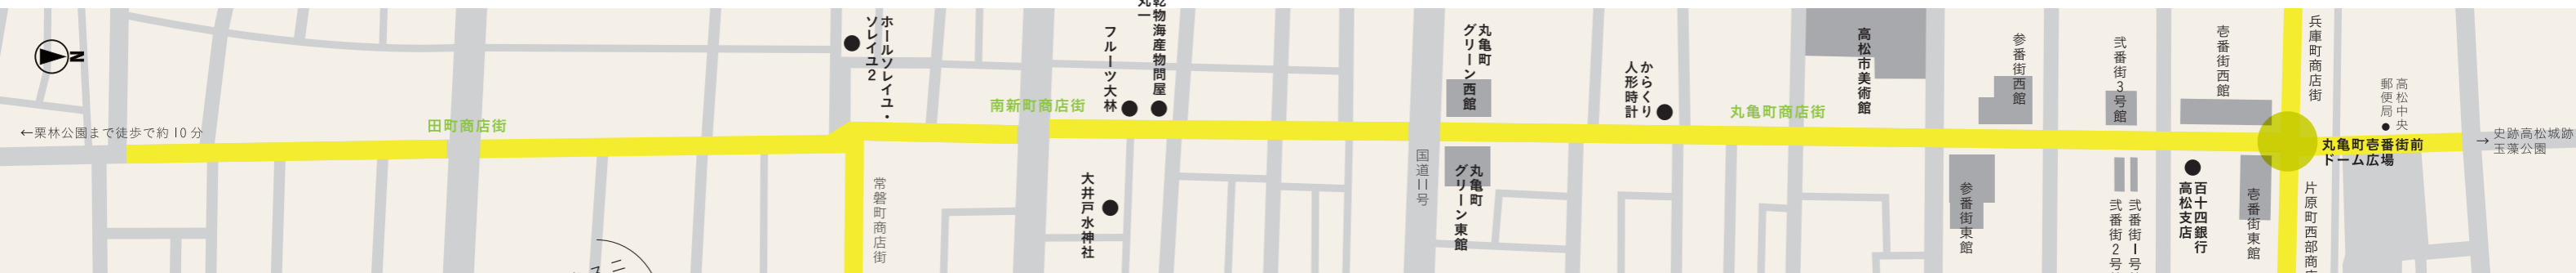 N
←栗林公園まで徒歩で約10分
田町商店街
ホールソレイユ・
ソレイユ2
常磐町商店街
南新町商店街
フルーツ大林
乾物海産物問屋
丸一
大井戸水神社
国道11号
丸亀町
グリーン西館
丸亀町
グリーン東館
からくり
人形時計
丸亀町商店街
高松市美術館
参番街西館
参番街東館
弐番街3号館
弐番街1号
弐番街2号
壱番街西館
百十四銀行
高松支店
壱番街東館
兵庫町商店街
片原町西部商店
丸亀町壱番街前
ドーム広場
高松中央
郵便局
→史跡高松城跡
玉藻公園